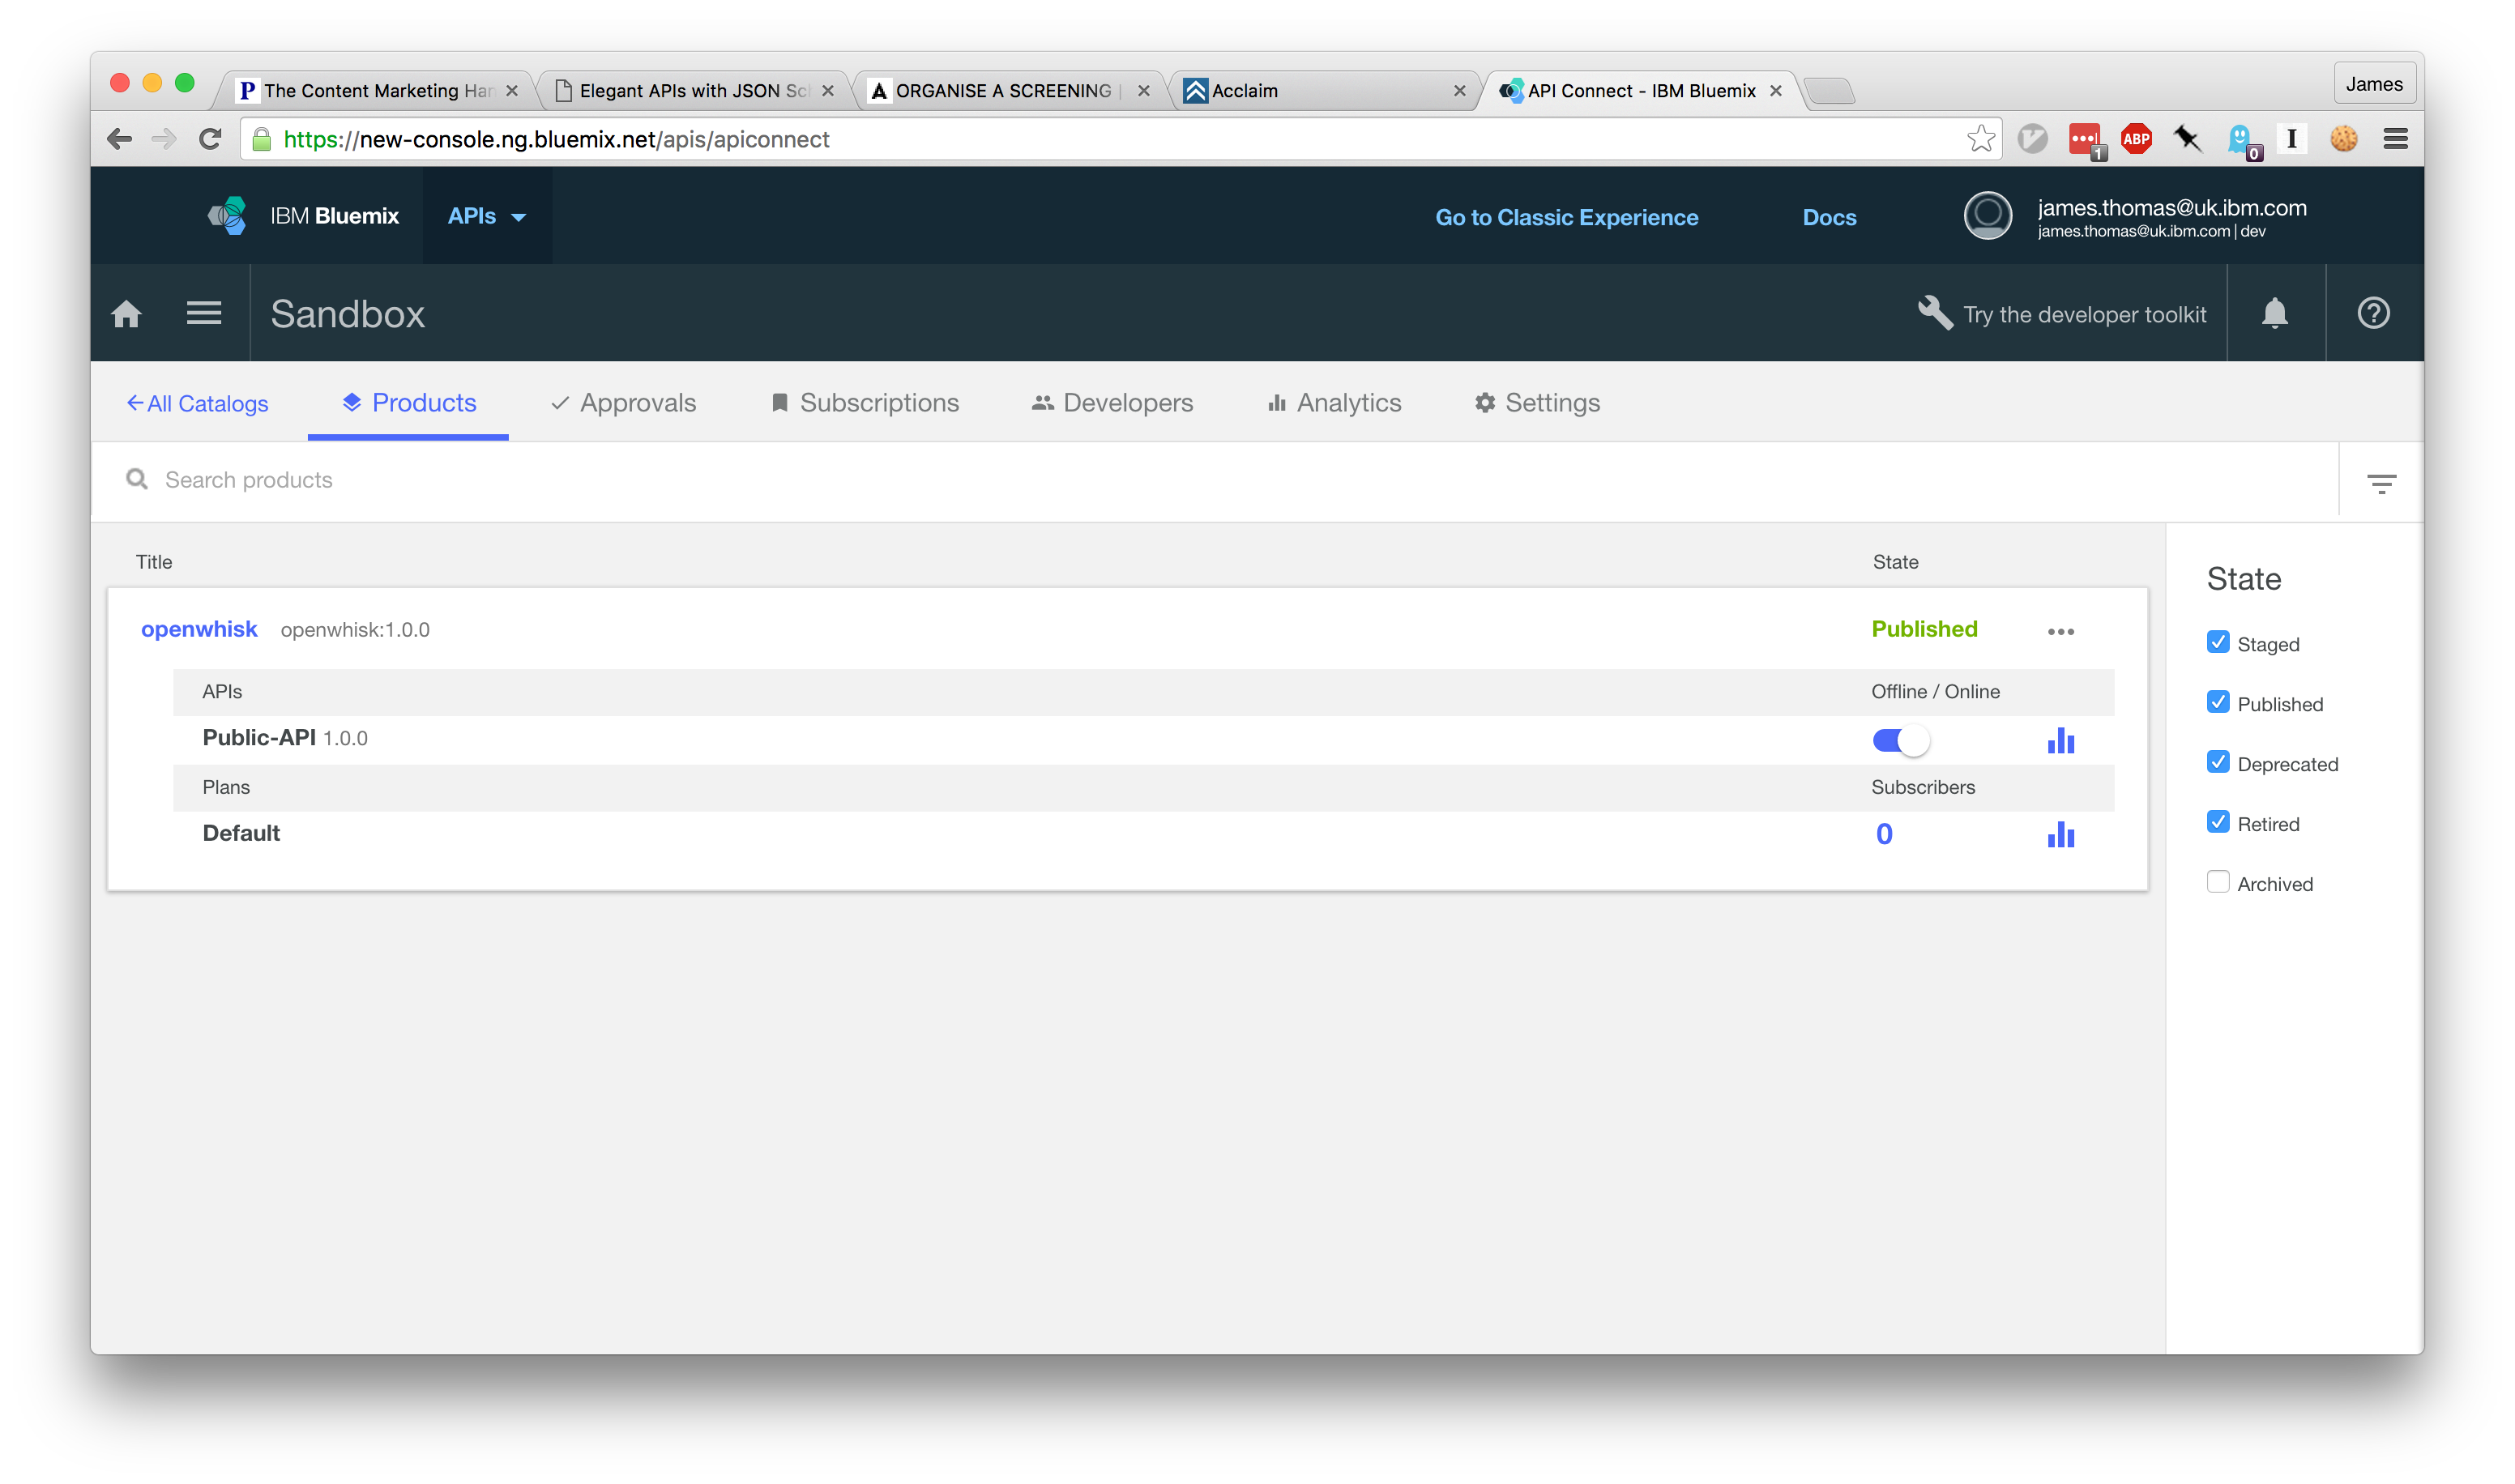 The Content Marketing Han
Elegant APIs with JSON Sc
ORGANISE A SCREENING |
Acclaim
API Connect - IBM Bluemix
James
https://new-console.ng.bluemix.net/apis/apiconnect
1
ABP
0
IBM Bluemix
APIs
Go to Classic Experience
Docs
james.thomas@uk.ibm.com
james.thomas@uk.ibm.com | dev
Sandbox
Try the developer toolkit
All Catalogs
Products
Approvals
Subscriptions
Developers
Analytics
Settings
Search products
Title
State
openwhisk openwhisk:1.0.0
Published
APIs
Offline / Online
Public-API 1.0.0
Plans
Subscribers
Default
0
State
Staged
Published
Deprecated
Retired
Archived